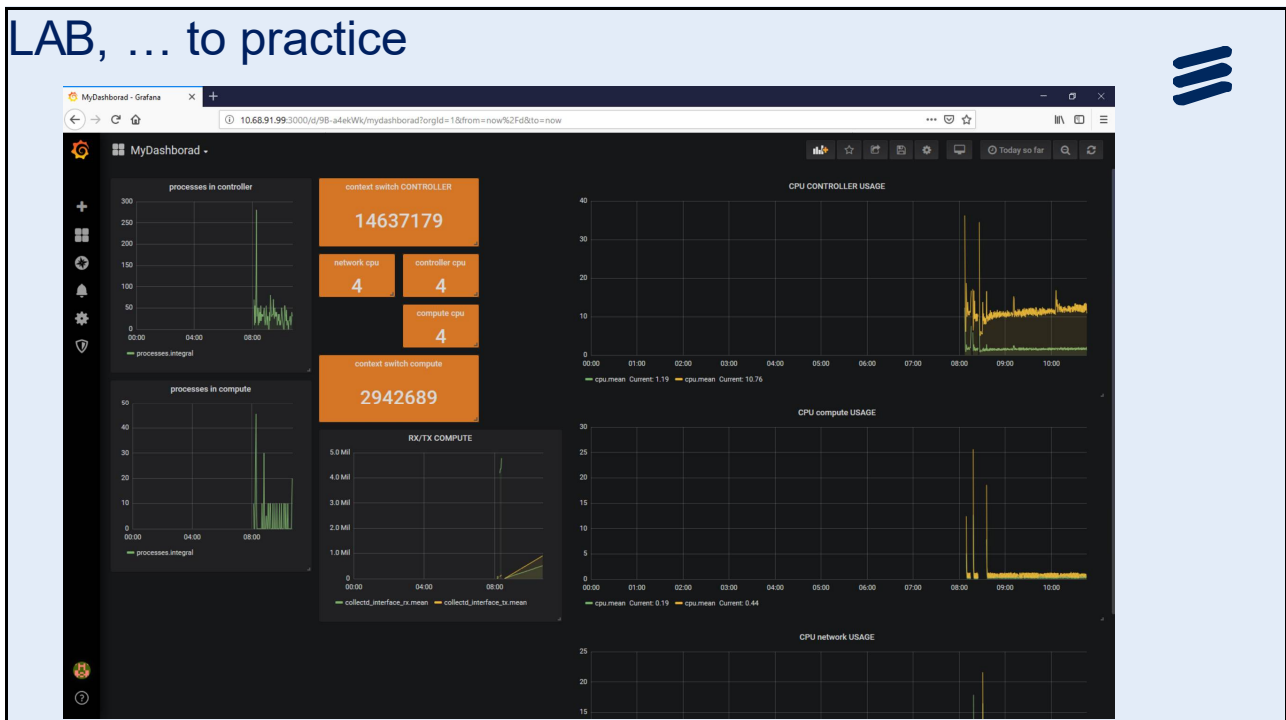 LAB, … to practice
MyDashborad - Grafana
10.68.91.99:3000/d/9B-a4ekWk/mydashborad?orgId=1&from=now%2Fd&to=now
MyDashborad
Today so far
processes in controller
300
250
200
150
100
50
0
00:00 04:00 08:00
processes.integral
context switch CONTROLLER
14637179
network cpu
4
controller cpu
4
compute cpu
4
context switch compute
2942689
CPU CONTROLLER USAGE
40
30
20
10
0
00:00 01:00 02:00 03:00 04:00 05:00 06:00 07:00 08:00 09:00 10:00
cpu.mean Current: 1.19 cpu.mean Current: 10.76
processes in compute
50
40
30
20
10
0
00:00 04:00 08:00
processes.integral
RX/TX COMPUTE
5.0 Mil
4.0 Mil
3.0 Mil
2.0 Mil
1.0 Mil
0
00:00 04:00 08:00
collectd_interface_rx.mean collectd_interface_tx.mean
CPU compute USAGE
30
25
20
15
10
5
0
00:00 01:00 02:00 03:00 04:00 05:00 06:00 07:00 08:00 09:00 10:00
cpu.mean Current: 0.19 cpu.mean Current: 0.44
CPU network USAGE
25
20
15